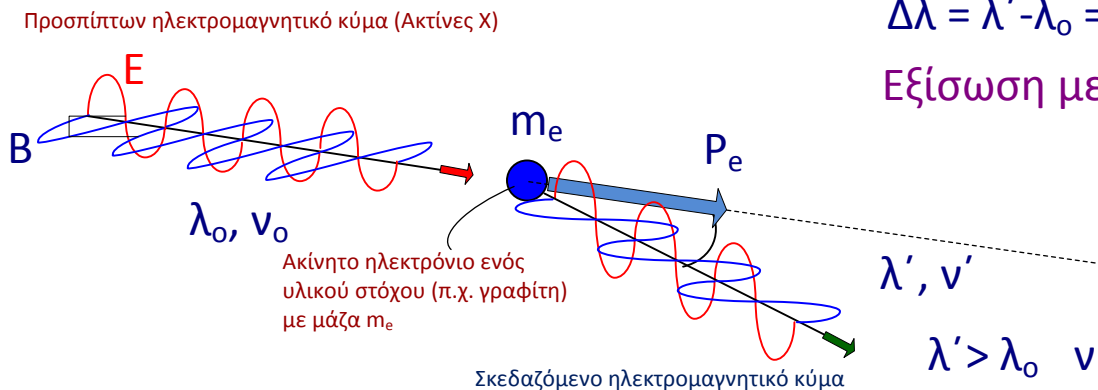 Προσπίπτων ηλεκτρομαγνητικό κύμα (Ακτίνες Χ)
Δλ = λ΄-λο =
Εξίσωση με
E
B
me
Pe
λο, νο
Ακίνητο ηλεκτρόνιο ενός
υλικού στόχου (π.χ. γραφίτη)
με μάζα me
λ΄, ν΄
λ΄> λο ν
Σκεδαζόμενο ηλεκτρομαγνητικό κύμα